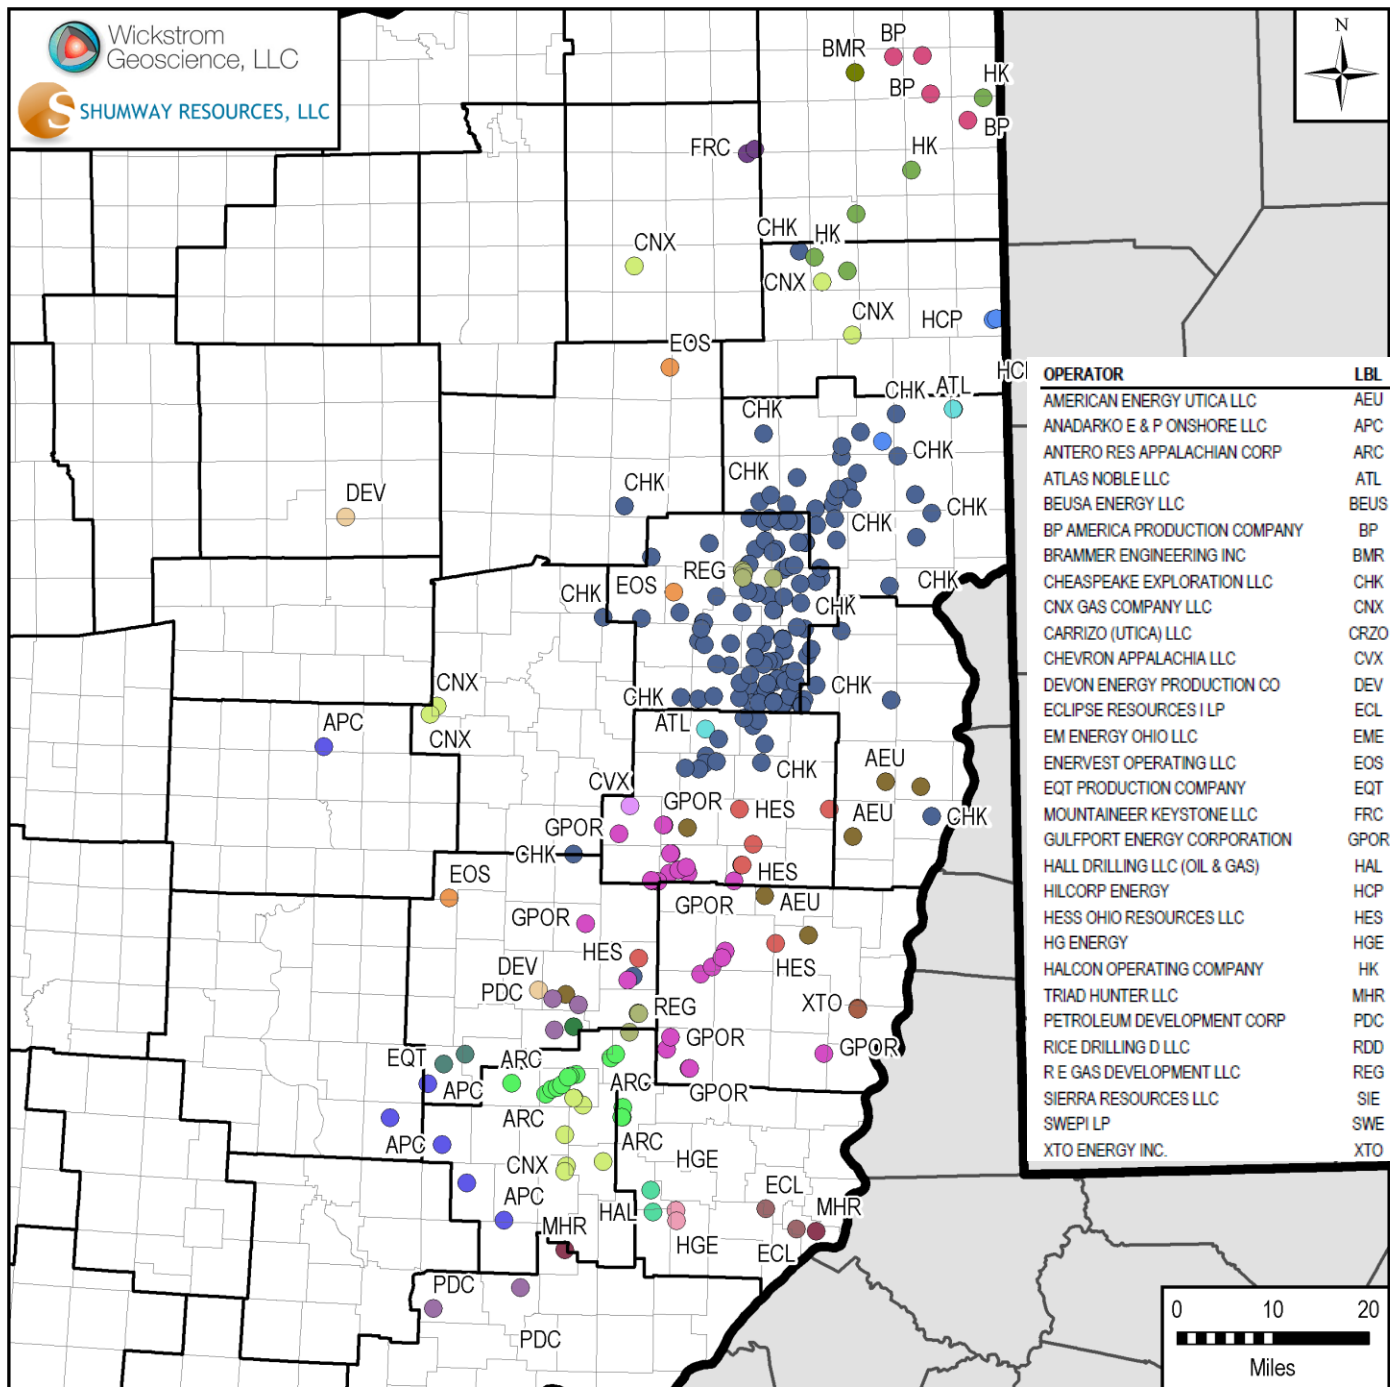 Wickstrom
Geoscience, LLC
S SHUMWAY RESOURCES, LLC
N
BMR
BP
BP
HK
BP
FRC
HK
CHK
HK
CNX
CNX
CNX
HCP
EOS
HCI
CHK
ATL
CHK
CHK
CHK
CHK
CHK
CHK
DEV
REG
EOS
CHK
CHK
CHK
CNX
CHK
CHK
APC
CNX
ATL
CHK
AEU
CVX
GPOR
HES
AEU
CHK
GPOR
CHK
HES
EOS
GPOR
AEU
GPOR
HES
HES
DEV
PDC
REG
XTO
GPOR
GPOR
EQT
ARC
APC
ARC
GPOR
ARC
APC
ARC
HGE
CNX
APC
HAL
ECL
MHR
MHR
HGE
ECL
PDC
PDC
OPERATOR LBL
AMERICAN ENERGY UTICA LLC AEU
ANADARKO E & P ONSHORE LLC APC
ANTERO RES APPALACHIAN CORP ARC
ATLAS NOBLE LLC ATL
BEUSA ENERGY LLC BEUS
BP AMERICA PRODUCTION COMPANY BP
BRAMMER ENGINEERING INC BMR
CHEASPEAKE EXPLORATION LLC CHK
CNX GAS COMPANY LLC CNX
CARRIZO (UTICA) LLC CRZO
CHEVRON APPALACHIA LLC CVX
DEVON ENERGY PRODUCTION CO DEV
ECLIPSE RESOURCES I LP ECL
EM ENERGY OHIO LLC EME
ENERVEST OPERATING LLC EOS
EQT PRODUCTION COMPANY EQT
MOUNTAINEER KEYSTONE LLC FRC
GULFPORT ENERGY CORPORATION GPOR
HALL DRILLING LLC (OIL & GAS) HAL
HILCORP ENERGY HCP
HESS OHIO RESOURCES LLC HES
HG ENERGY HGE
HALCON OPERATING COMPANY HK
TRIAD HUNTER LLC MHR
PETROLEUM DEVELOPMENT CORP PDC
RICE DRILLING D LLC RDD
R E GAS DEVELOPMENT LLC REG
SIERRA RESOURCES LLC SIE
SWEPI LP SWE
XTO ENERGY INC. XTO
0 10 20
Miles